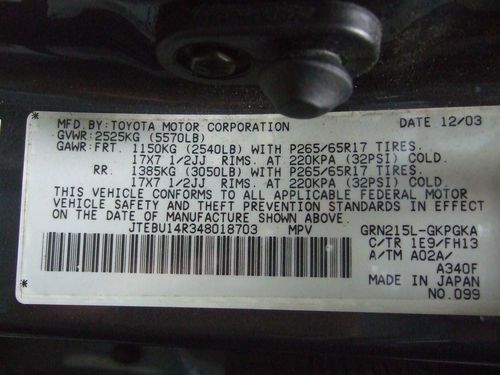 MFD.BY:TOYOTA MOTOR CORPORATION DATE 12/03
GVWR:2525KG (5570LB)
GAWR:FRT. 1150KG (2540LB) WITH P265/65R17 TIRES.
17X7 1/2JJ RIMS. AT 220KPA (32PSI) COLD.
RR. 1385KG (3050LB) WITH P265/65R17 TIRES.
17X7 1/2JJ RIMS. AT 220KPA (32PSI) COLD.
THIS VEHICLE CONFORMS TO ALL APPLICABLE FEDERAL MOTOR
VEHICLE SAFETY AND THEFT PREVENTION STANDARDS IN EFFECT
ON THE DATE OF MANUFACTURE SHOWN ABOVE.
JTEBU14R348018703 MPV GRN215L-GKPGKA
C/TR 1E9/FH13
A/TM A02A/
A340F
MADE IN JAPAN
NO.099